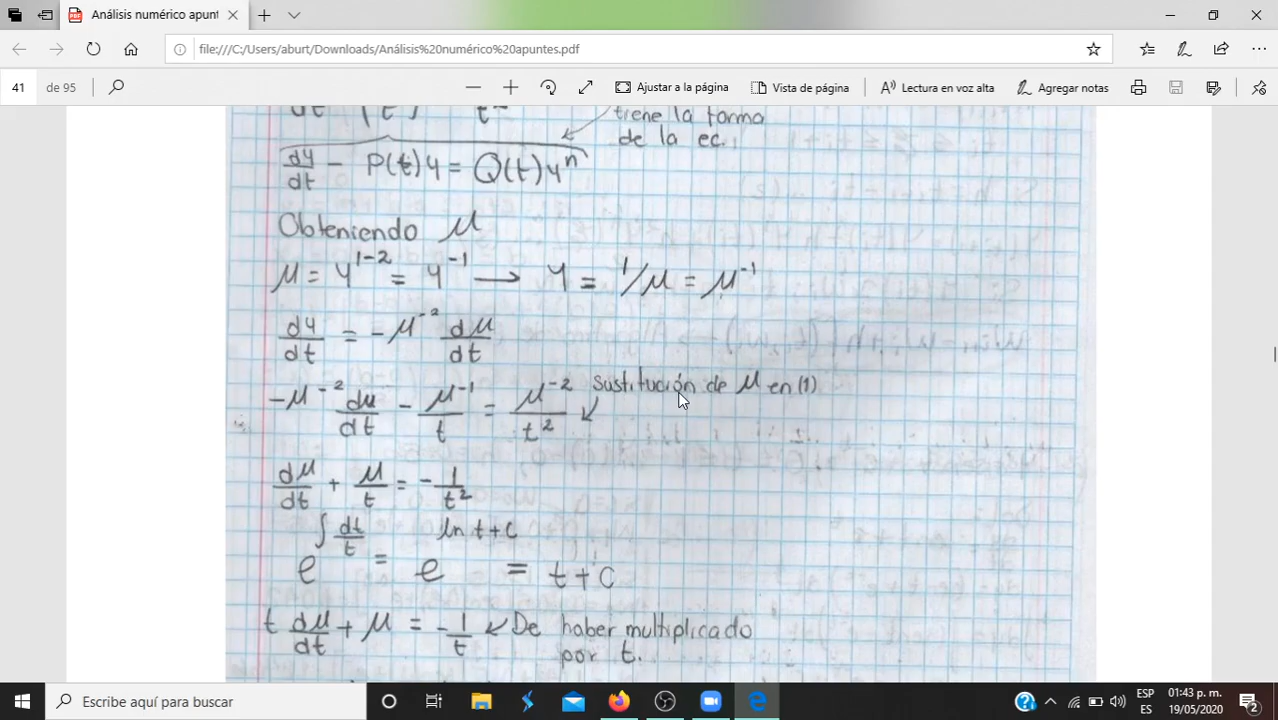 Análisis numérico apunt
file:///C:/Users/aburt/Downloads/Análisis%20numérico%20apuntes.pdf
41 de 95
Ajustar a la página
Vista de página
Lectura en voz alta
Agregar notas
tiene la forma
de la ec.
dy/dt - P(t)y = Q(t)y^n
Obteniendo μ
μ = y^1-2 = y^-1 → y = 1/μ = μ^-1
dy/dt = -μ^-2 dμ/dt
-μ^-2 dμ/dt - μ^-1/t = μ^-2/t^2 sustitución de μ en (1)
dμ/dt + μ/t = -1/t^2
e^∫dt/t = e^ln t+c = t+c
t dμ/dt + μ = -1/t ↙ De haber multiplicado
por t.
Escribe aquí para buscar
ESP
ES
01:43 p. m.
19/05/2020
2